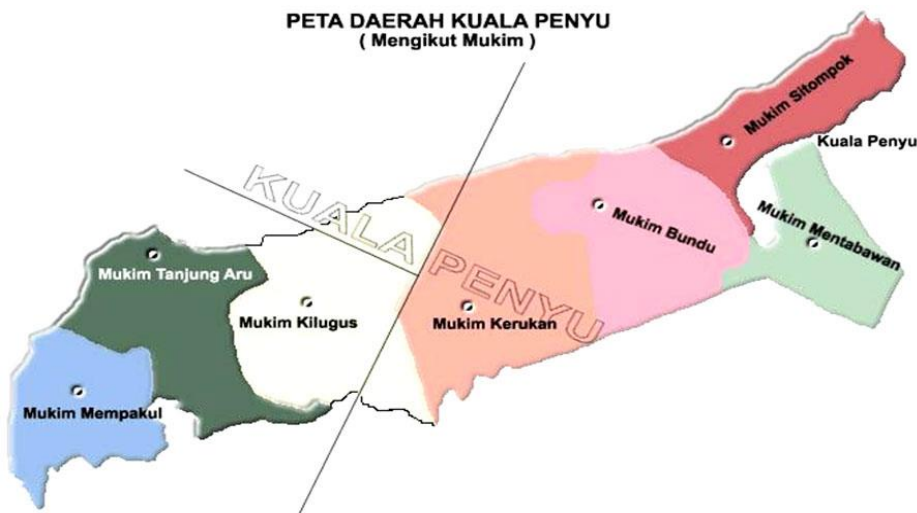 PETA DAERAH KUALA PENYU
( Mengikut Mukim )
Mukim Sitompok
Kuala Penyu
KUALA PENYU
Mukim Bundu
Mukim Mentabawan
Mukim Tanjung Aru
Mukim Kilugus
Mukim Kerukan
Mukim Mempakul